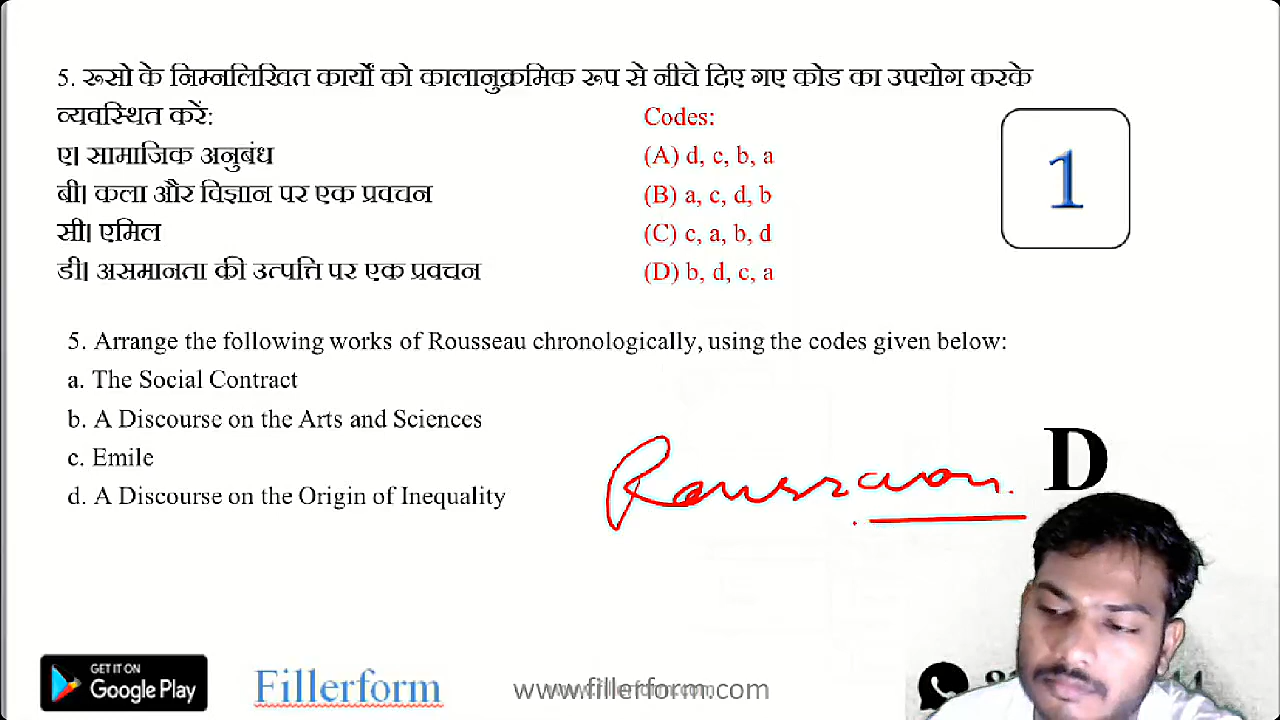 5. रूसो के निम्नलिखित कार्यों को कालानुक्रमिक रूप से नीचे दिए गए कोड का उपयोग करके
व्यवस्थित करें:
ए। सामाजिक अनुबंध
बी। कला और विज्ञान पर एक प्रवचन
सी। एमिल
डी। असमानता की उत्पत्ति पर एक प्रवचन
Codes:
(A) d, c, b, a
(B) a, c, d, b
(C) c, a, b, d
(D) b, d, c, a
1
5. Arrange the following works of Rousseau chronologically, using the codes given below:
a. The Social Contract
b. A Discourse on the Arts and Sciences
c. Emile
d. A Discourse on the Origin of Inequality
D
GET IT ON
Google Play
Fillerform
www.fillerform.com